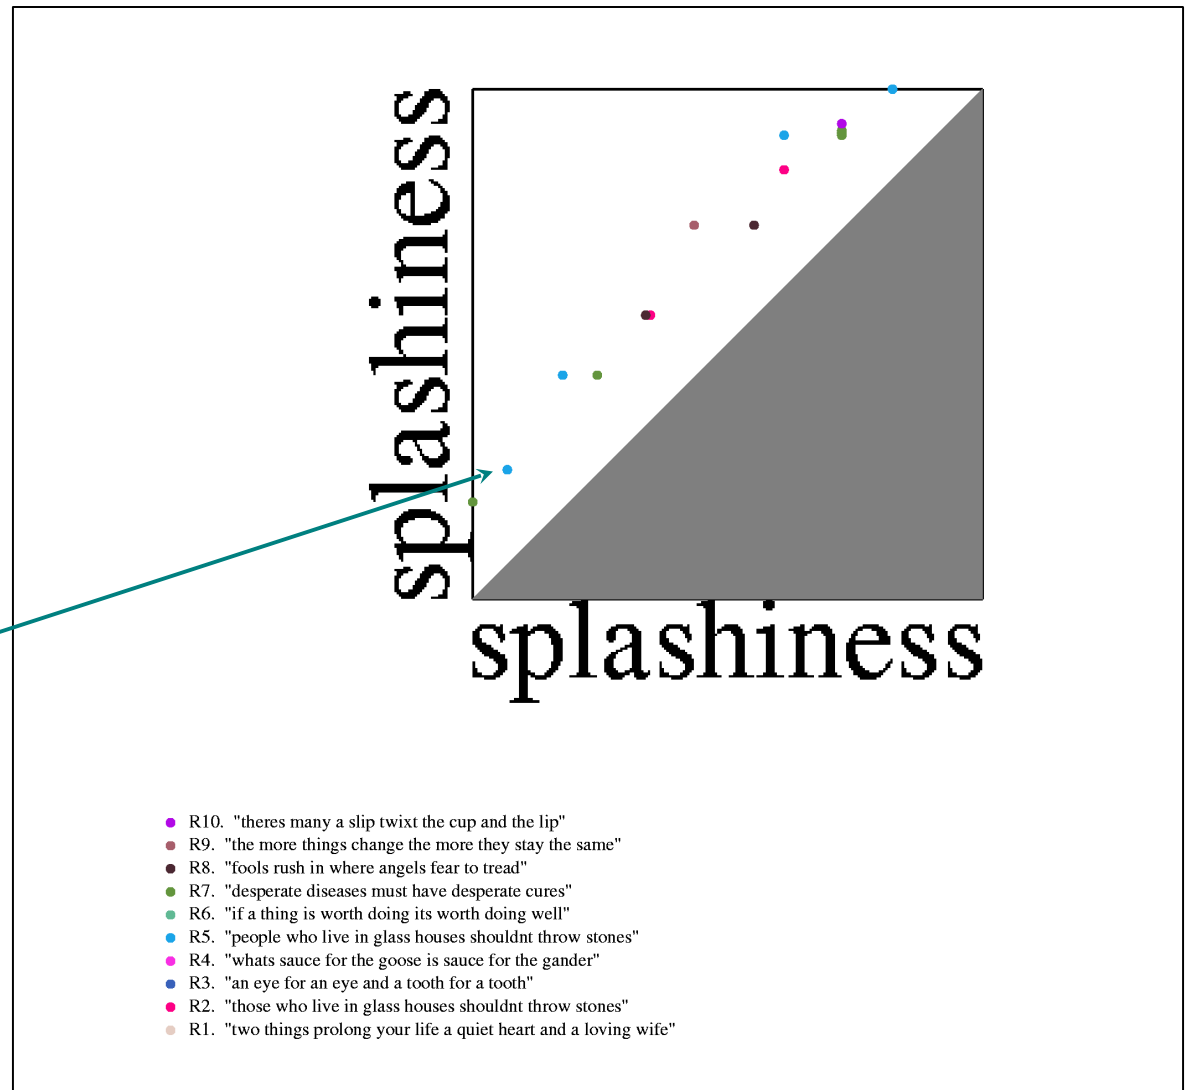 splashiness
splashiness
R10. "theres many a slip twixt the cup and the lip"
R9. "the more things change the more they stay the same"
R8. "fools rush in where angels fear to tread"
R7. "desperate diseases must have desperate cures"
R6. "if a thing is worth doing its worth doing well"
R5. "people who live in glass houses shouldnt throw stones"
R4. "whats sauce for the goose is sauce for the gander"
R3. "an eye for an eye and a tooth for a tooth"
R2. "those who live in glass houses shouldnt throw stones"
R1. "two things prolong your life a quiet heart and a loving wife"